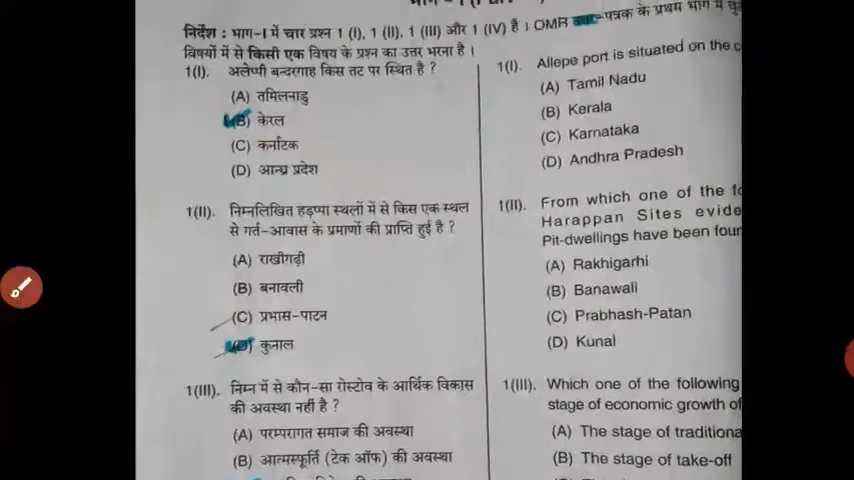 निर्देश : भाग-I में चार प्रश्न 1 (I), 1 (II), 1 (III) और 1 (IV) हैं । OMR पत्रक के प्रथम भाग में
विषयों में से किसी एक विषय के प्रश्न का उत्तर भरना है ।
1(I). अलेप्पी बन्दरगाह किस तट पर स्थित है ?
(A) तमिलनाडु
(B) केरल
(C) कर्नाटक
(D) आन्ध्र प्रदेश
1(II). निम्नलिखित हड़प्पा स्थलों में से किस एक स्थल
से गर्त-आवास के प्रमाणों की प्राप्ति हुई है ?
(A) राखीगढ़ी
(B) बनावली
(C) प्रभास-पाटन
(D) कुनाल
1(III). निम्न में से कौन-सा रोस्टोव के आर्थिक विकास
की अवस्था नहीं है ?
(A) परम्परागत समाज की अवस्था
(B) आत्मस्फूर्ति (टेक ऑफ) की अवस्था
1(I). Allepe port is situated on the c
(A) Tamil Nadu
(B) Kerala
(C) Karnataka
(D) Andhra Pradesh
1(II). From which one of the fo
Harappan Sites evide
Pit-dwellings have been four
(A) Rakhigarhi
(B) Banawali
(C) Prabhash-Patan
(D) Kunal
1(III). Which one of the following
stage of economic growth of
(A) The stage of traditiona
(B) The stage of take-off